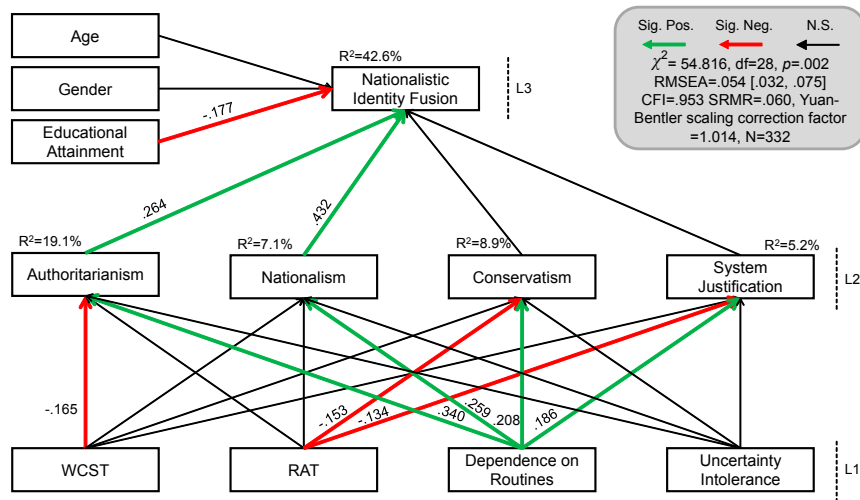 Age
Gender
Educational
Attainment
-.177
R²=42.6%
Nationalistic
Identity Fusion
L3
Sig. Pos. Sig. Neg. N.S.
χ²= 54.816, df=28, p=.002
RMSEA=.054 [.032, .075]
CFI=.953 SRMR=.060, Yuan-
Bentler scaling correction factor
=1.014, N=332
.264
.432
R²=19.1%
Authoritarianism
R²=7.1%
Nationalism
R²=8.9%
Conservatism
R²=5.2%
System
Justification
L2
-.165
-.153
-.134
.340
.259
.208
.186
WCST
RAT
Dependence on
Routines
Uncertainty
Intolerance
L1